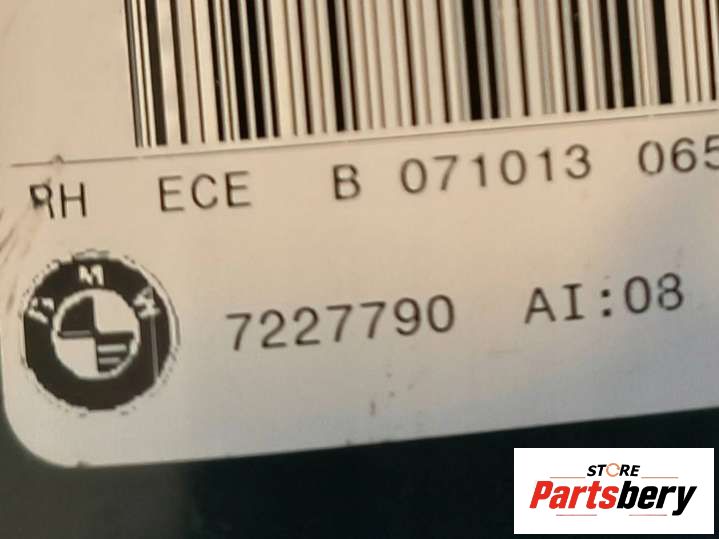 RH ECE B 071013 065
BMW
7227790 AI:08
STORE
Partsbery